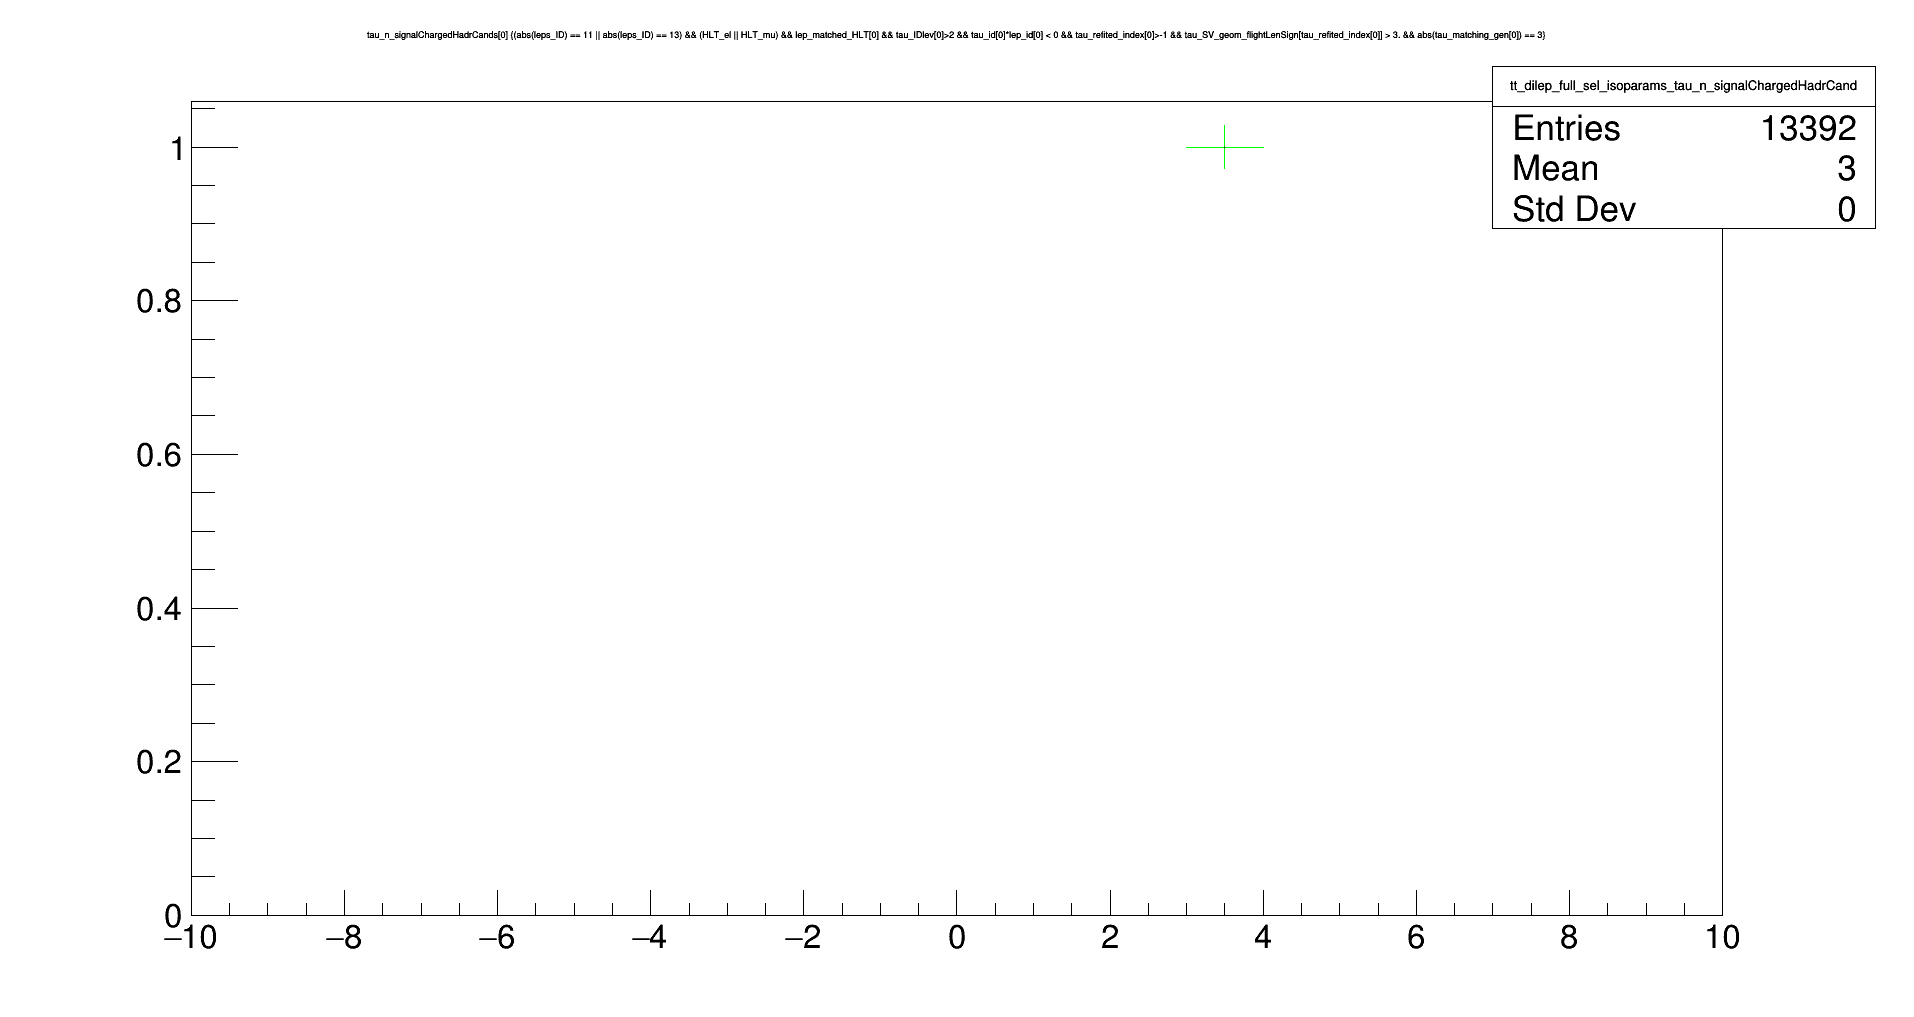 tau_n_signalChargedHadrCands[0] {(abs(leps_ID) == 11 || abs(leps_ID) == 13) && (HLT_el || HLT_mu) && lep_matched_HLT[0] && tau_IDlev[0]>2 && tau_id[0]*lep_id[0] < 0 && tau_refited_index[0]>-1 && tau_SV_geom_flightLenSign[tau_refited_index[0]] > 3. && abs(tau_matching_gen[0]) == 3}
tt_dilep_full_sel_isoparams_tau_n_signalChargedHadrCand
Entries 13392
Mean 3
Std Dev 0
1
0.8
0.6
0.4
0.2
0
−10 −8 −6 −4 −2 0 2 4 6 8 10